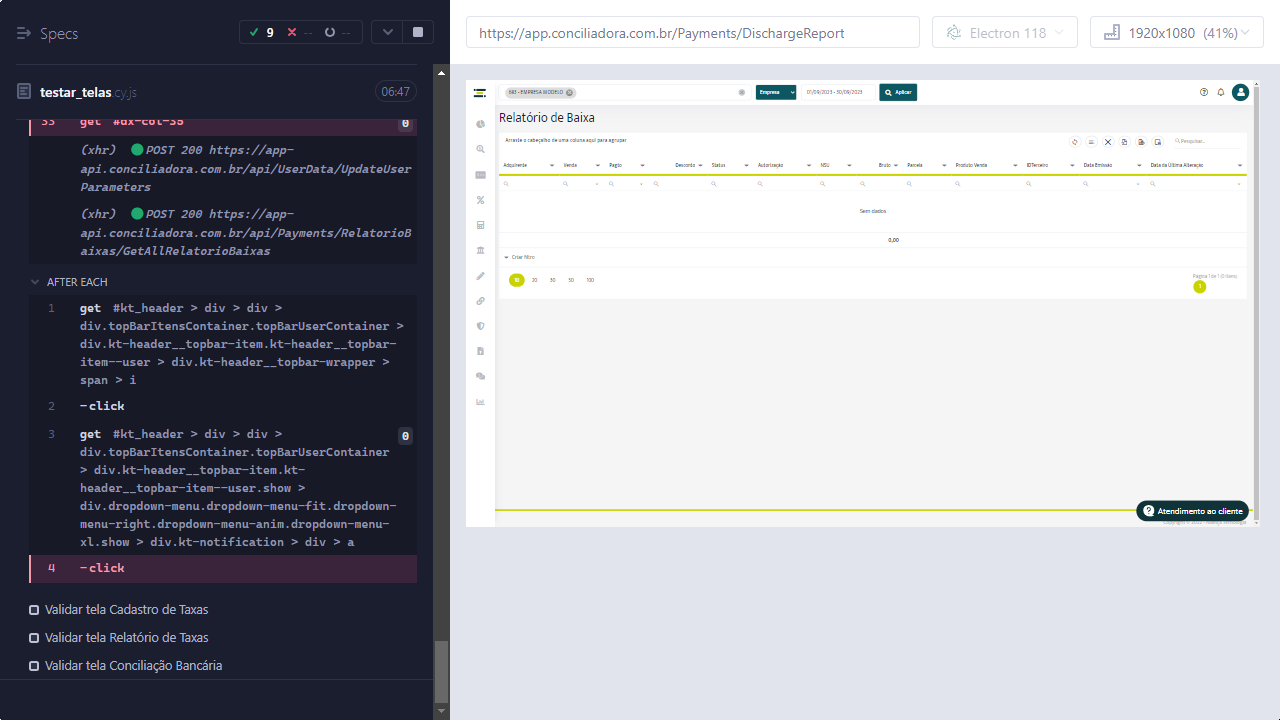 Specs
9
--
--
testar_telas.cy.js
06:47
33 get #dx-col-35 0
(xhr) POST 200 https://app-
api.conciliadora.com.br/api/UserData/UpdateUser
Parameters
(xhr) POST 200 https://app-
api.conciliadora.com.br/api/Payments/RelatorioB
aixas/GetAllRelatorioBaixas
AFTER EACH
1 get #kt_header > div > div >
div.topBarItensContainer.topBarUserContainer >
div.kt-header__topbar-item.kt-header__topbar-
item--user > div.kt-header__topbar-wrapper >
span > i
2 -click
3 get #kt_header > div > div > 0
div.topBarItensContainer.topBarUserContainer
> div.kt-header__topbar-item.kt-
header__topbar-item--user.show >
div.dropdown-menu.dropdown-menu-fit.dropdown-
menu-right.dropdown-menu-anim.dropdown-menu-
xl.show > div.kt-notification > div > a
4 -click
Validar tela Cadastro de Taxas
Validar tela Relatório de Taxas
Validar tela Conciliação Bancária
https://app.conciliadora.com.br/Payments/DischargeReport
Electron 118
1920x1080 (41%)
EMPRESA MODELO
Empresa
01/09/2023 - 30/09/2023
Aplicar
Relatório de Baixa
Arraste o cabeçalho de uma coluna aqui para agrupar
Pesquisar...
Adquirente Venda Pagto Desconto Status Autorização NSU Bruto Parcela Produto Venda IDTerceiro Data Emissão Data da Última Alteração
Sem dados
0,00
Criar filtro
10 20 30 50 100
Página 1 de 1 (0 items)
1
Atendimento ao cliente